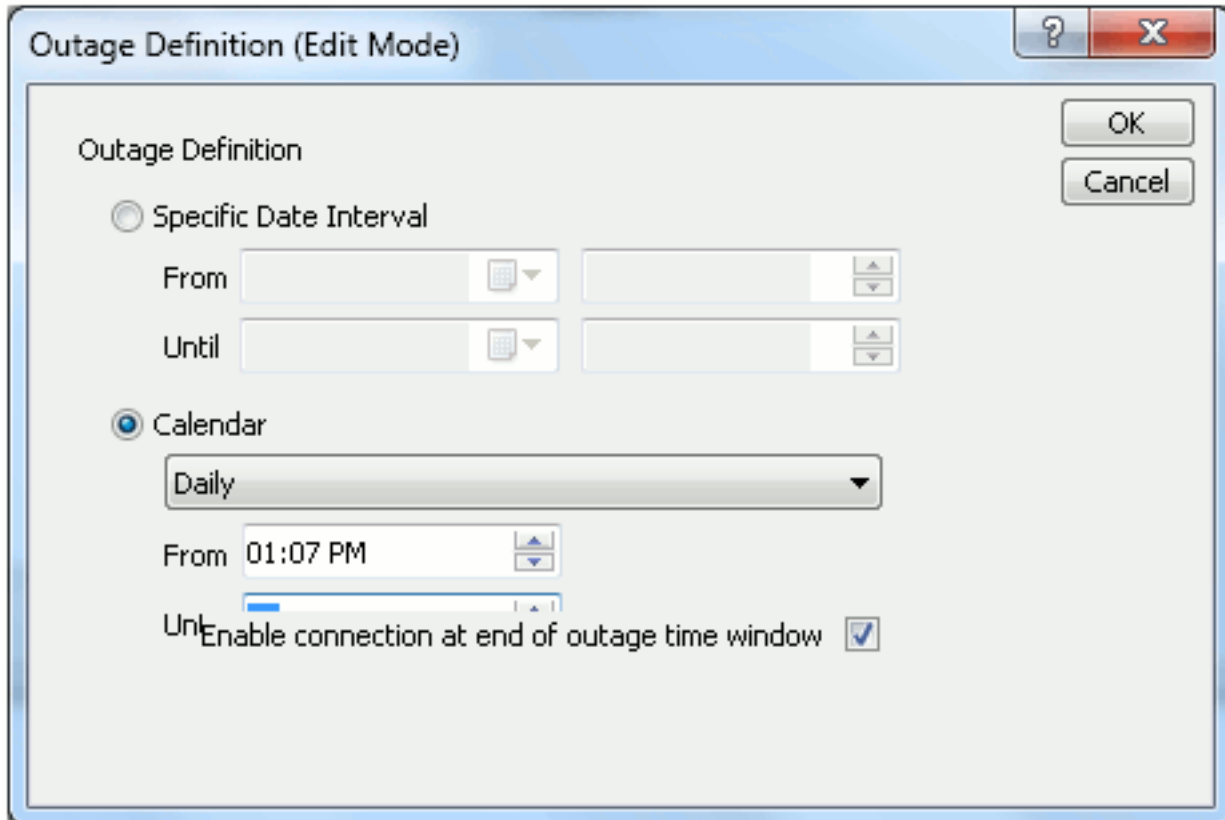 Outage Definition (Edit Mode)
?
X
OK
Cancel
Outage Definition
Specific Date Interval
From
Until
Calendar
Daily
From 01:07 PM
Enable connection at end of outage time window